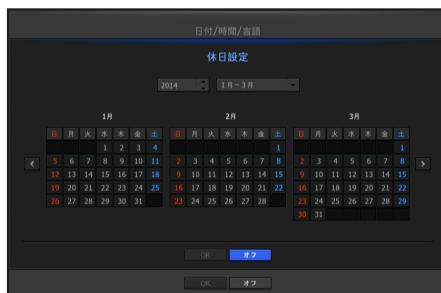 日付/時間/言語
休日設定
2014 1月-3月
1月 2月 3月
日 月 火 水 木 金 土 日 月 火 水 木 金 土 日 月 火 水 木 金 土
1 2 3 4 1 1
5 6 7 8 9 10 11 2 3 4 5 6 7 8 2 3 4 5 6 7 8
12 13 14 15 16 17 18 9 10 11 12 13 14 15 9 10 11 12 13 14 15
19 20 21 22 23 24 25 16 17 18 19 20 21 22 16 17 18 19 20 21 22
26 27 28 29 30 31 23 24 25 26 27 28 23 24 25 26 27 28 29
30 31
OK オフ
OK オフ